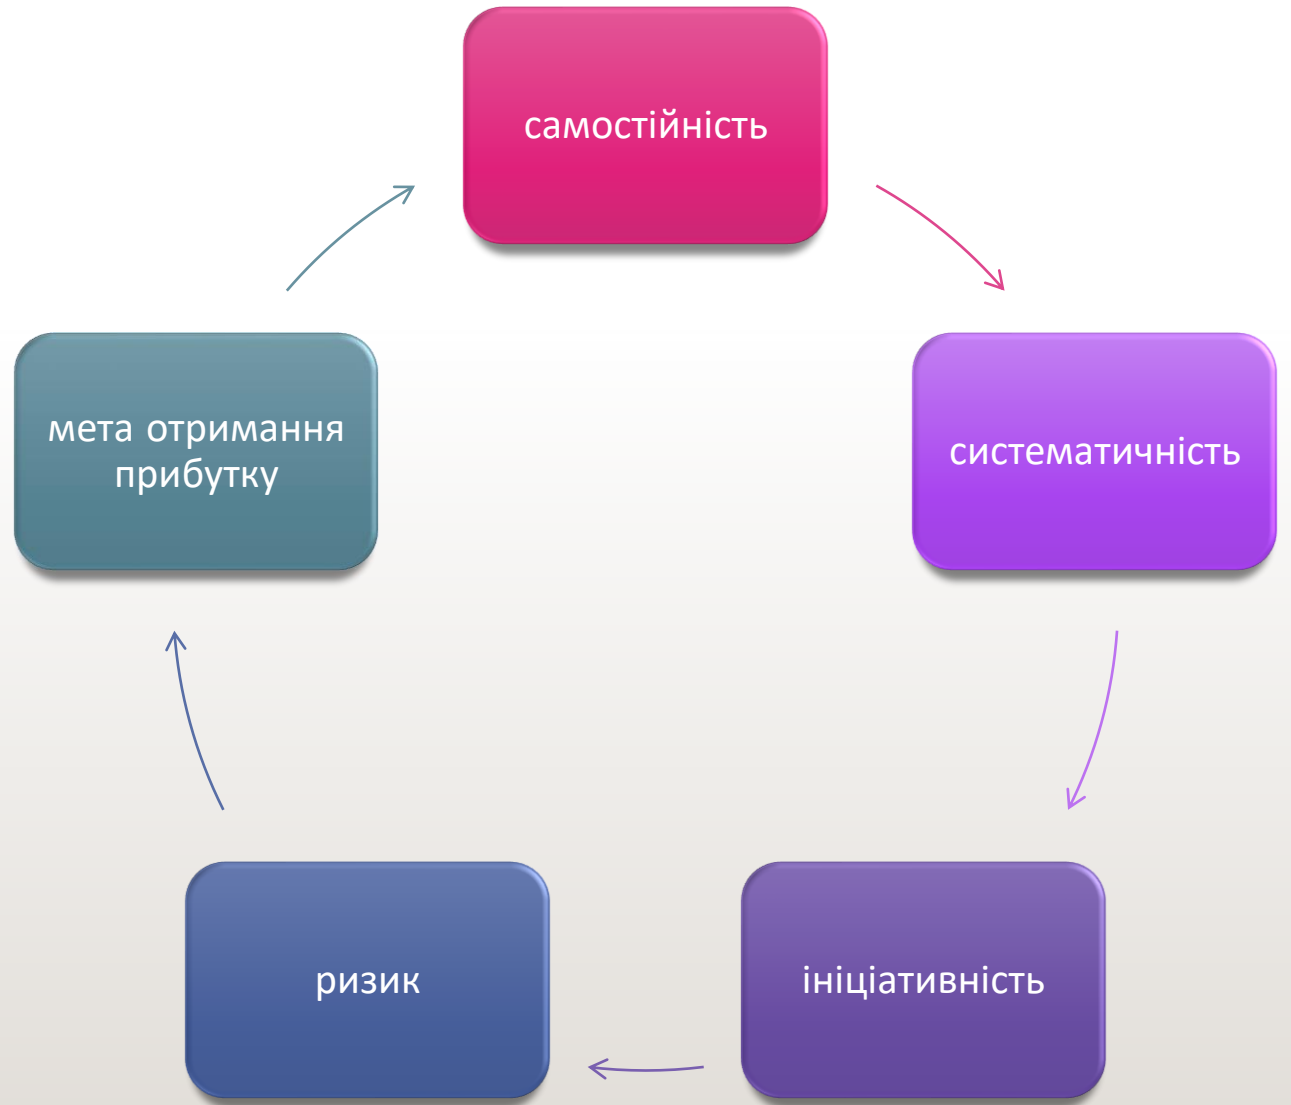 самостійність
систематичність
ініціативність
ризик
мета отримання
прибутку